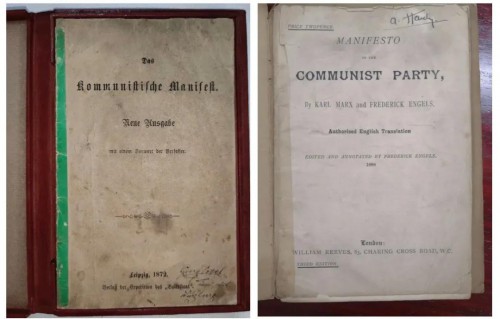 Das
Kommunistische Manifest.
Neue Ausgabe
mit einem Vorwort der Verfasser.
Leipzig, 1872.
Verlag der Expedition des "Volksstaat"
PRICE TWOPENCE.
MANIFESTO
OF THE
COMMUNIST PARTY,
By KARL MARX and FREDERICK ENGELS.
Authorized English Translation
EDITED AND ANNOTATED BY FREDERICK ENGELS,
1888
London:
WILLIAM REEVES, 83, CHARING CROSS ROAD, W.C.